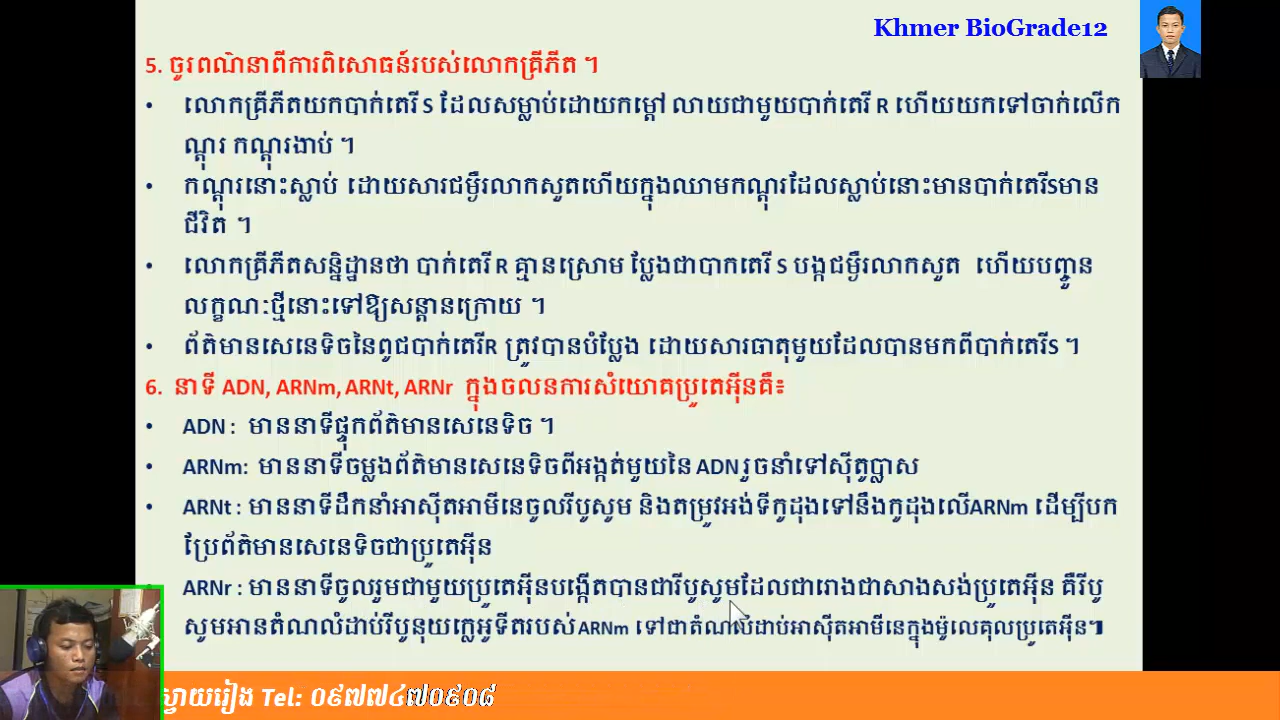 Khmer BioGrade12
5. ចូរពណ៌នាពីការពិសោធន៍របស់លោកគ្រីភីត ។
• លោកគ្រីភីតយកបាក់តេរី S ដែលសម្លាប់ដោយកម្ដៅ លាយជាមួយបាក់តេរី R ហើយយកទៅចាក់លើក
ណ្ដុរ កណ្ដុរងាប់ ។
• កណ្ដុរនោះស្លាប់ ដោយសារជម្ងឺរលាកសួតហើយក្នុងឈាមកណ្ដុរដែលស្លាប់នោះមានបាក់តេរីSមាន
ជីវិត ។
• លោកគ្រីភីតសន្និដ្ឋានថា បាក់តេរី R គ្មានស្រោម ប្លែងជាបាកតេរី S បង្កជម្ងឺរលាកសួត ហើយបញ្ជូន
លក្ខណៈថ្មីនោះទៅឱ្យសន្តានក្រោយ ។
• ព័ត៌មានសេនេទិចនៃពូជបាក់តេរីR ត្រូវបានបំប្លែង ដោយសារធាតុមួយដែលបានមកពីបាក់តេរីS ។
6. នាទី ADN, ARNm, ARNt, ARNr ក្នុងចលនការសំយោគប្រូតេអ៊ីនគឺ៖
• ADN : មាននាទីផ្ទុកព័ត៌មានសេនេទិច ។
• ARNm: មាននាទីចម្លងព័ត៌មានសេនេទិចពីអង្កត់មួយនៃ ADN រួចនាំទៅស៊ីតូប្លាស
• ARNt : មាននាទីដឹកនាំអាស៊ីតអាមីនេចូលរីបូសូម និងតម្រូវអង់ទីកូដុងទៅនឹងកូដុងលើARNm ដើម្បីបក
ប្រែព័ត៌មានសេនេទិចជាប្រូតេអ៊ីន
• ARNr : មាននាទីចូលរួមជាមួយប្រូតេអ៊ីនបង្កើតបានជារីបូសូមដែលជារោងជាសាងសង់ប្រូតេអ៊ីន គឺរីបូ
សូមអានតំណលំដាប់រីបូនុយក្លេអូទីតរបស់ARNm ទៅជាតំណលំដាប់អាស៊ីតអាមីនេក្នុងម៉ូលេគុលប្រូតេអ៊ីន៕
ស្វាយរៀង Tel: ០៩៧៧៤៧០៩០៨